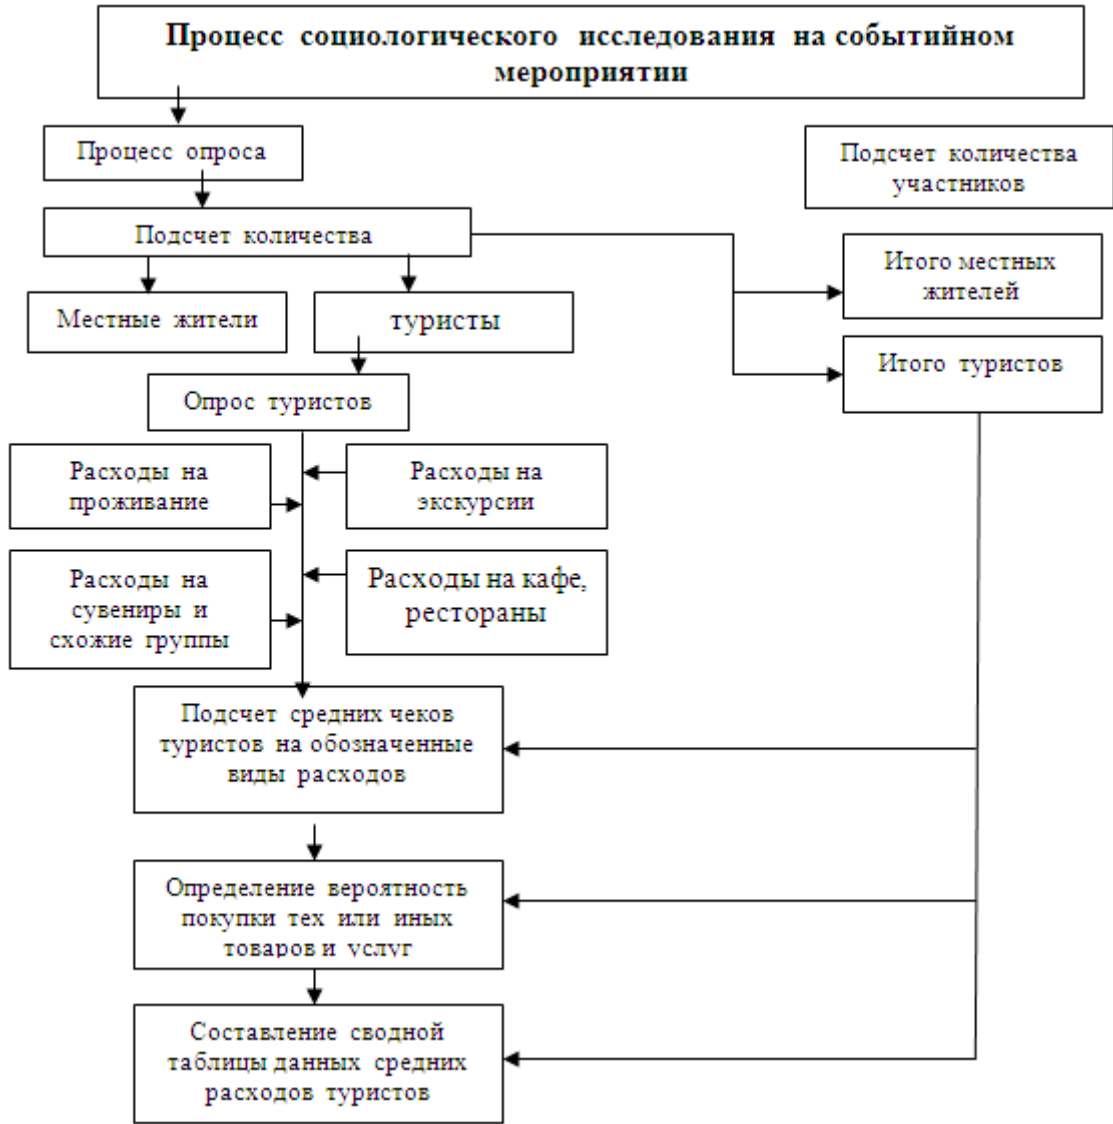 Процесс социологического исследования на событийном
мероприятии
Процесс опроса
Подсчет количества
участников
Подсчет количества
Итого местных
жителей
Местные жители
туристы
Итого туристов
Опрос туристов
Расходы на
проживание
Расходы на
экскурсии
Расходы на
сувениры и
схожие группы
Расходы на кафе,
рестораны
Подсчет средних чеков
туристов на обозначенные
виды расходов
Определение вероятность
покупки тех или иных
товаров и услуг
Составление сводной
таблицы данных средних
расходов туристов